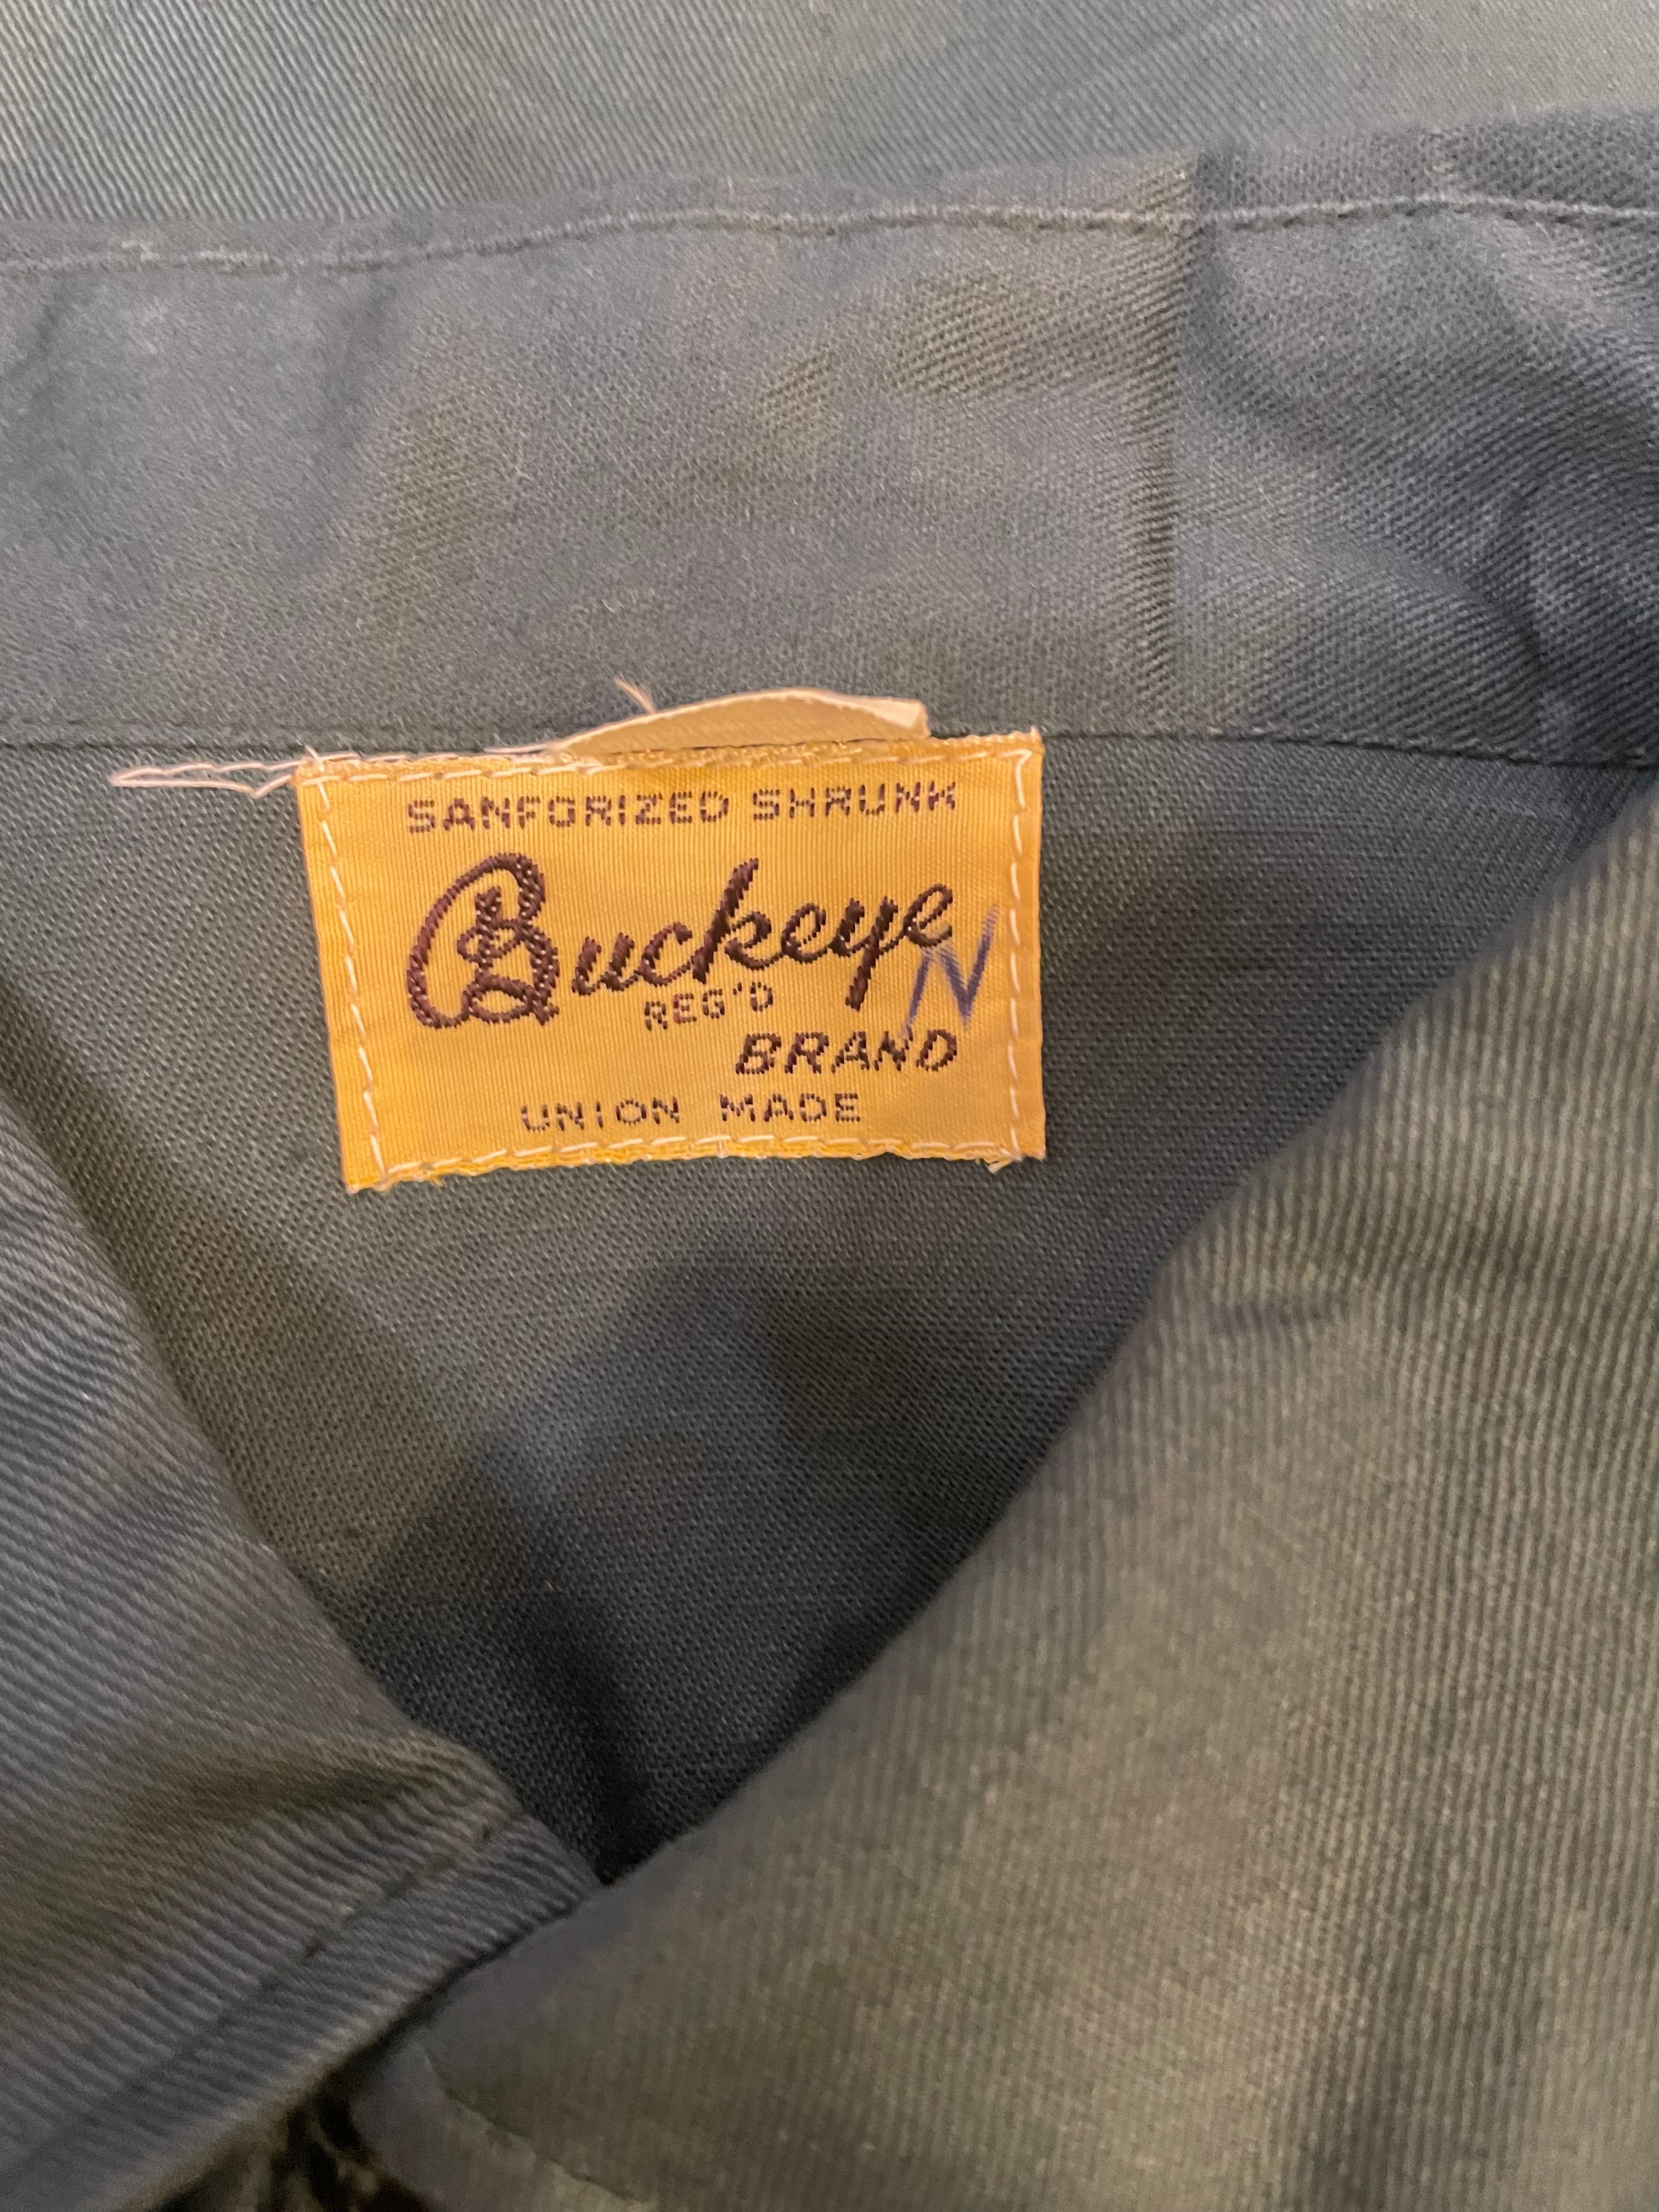 SANFORIZED SHRUNK
Buckeye
REG'D
N
BRAND
UNION MADE